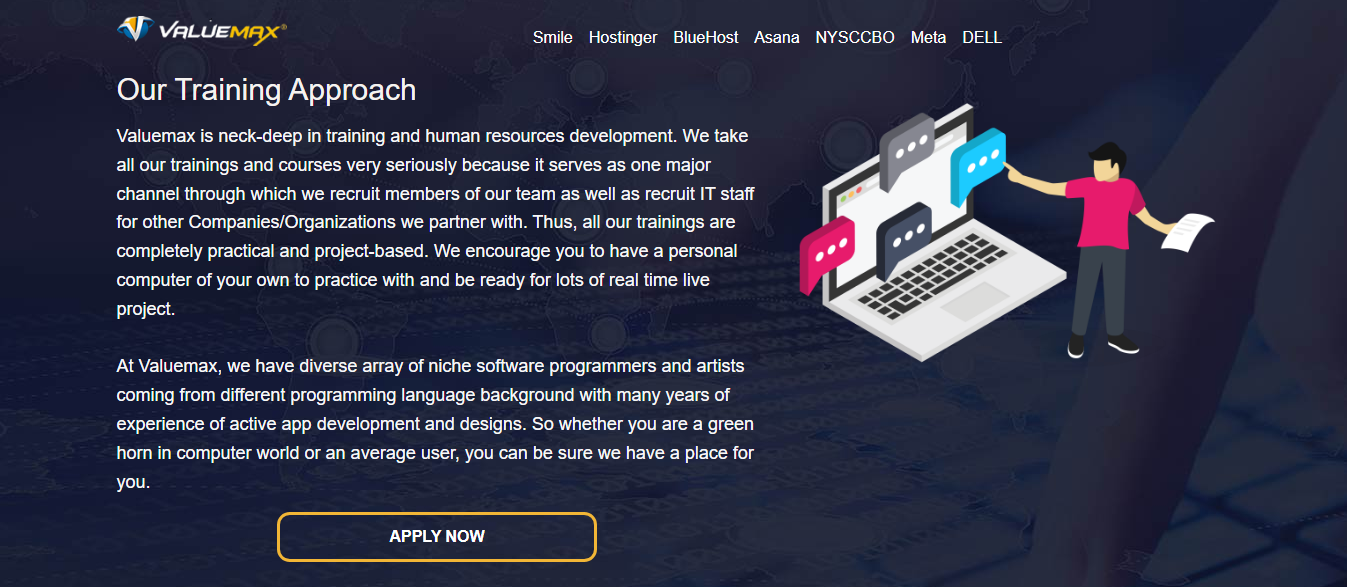 VALUEMAX®
Smile Hostinger BlueHost Asana NYSCCBO Meta DELL
Our Training Approach
Valuemax is neck-deep in training and human resources development. We take
all our trainings and courses very seriously because it serves as one major
channel through which we recruit members of our team as well as recruit IT staff
for other Companies/Organizations we partner with. Thus, all our trainings are
completely practical and project-based. We encourage you to have a personal
computer of your own to practice with and be ready for lots of real time live
project.
At Valuemax, we have diverse array of niche software programmers and artists
coming from different programming language background with many years of
experience of active app development and designs. So whether you are a green
horn in computer world or an average user, you can be sure we have a place for
you.
APPLY NOW